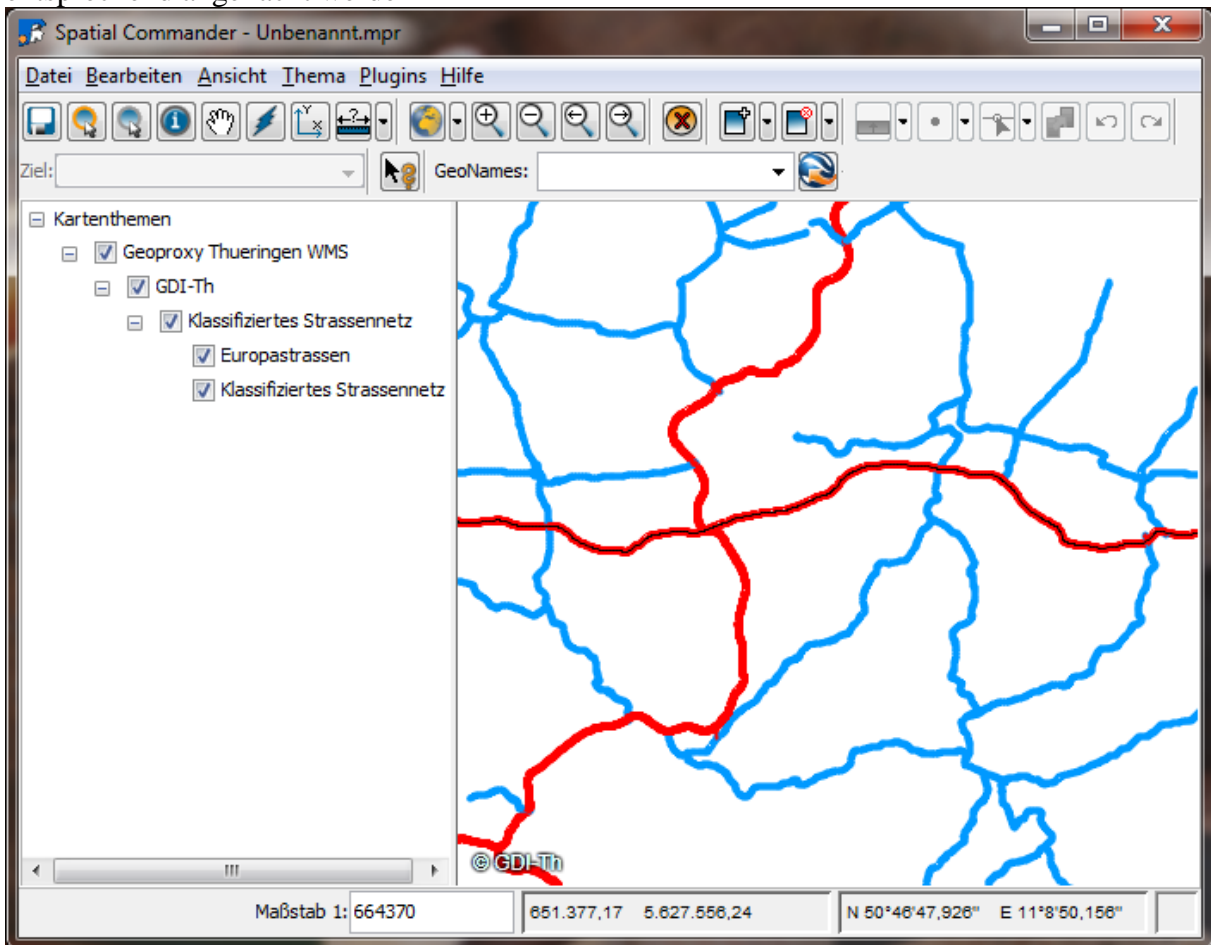 Spatial Commander - Unbenannt.mpr
Datei Bearbeiten Ansicht Thema Plugins Hilfe
Ziel:
GeoNames:
Kartenthemen
Geoproxy Thueringen WMS
GDI-Th
Klassifiziertes Strassennetz
Europastrassen
Klassifiziertes Strassennetz
© GDI-Th
Maßstab 1: 664370
651.377,17 5.627.556,24
N 50°46'47,926" E 11°8'50,156"